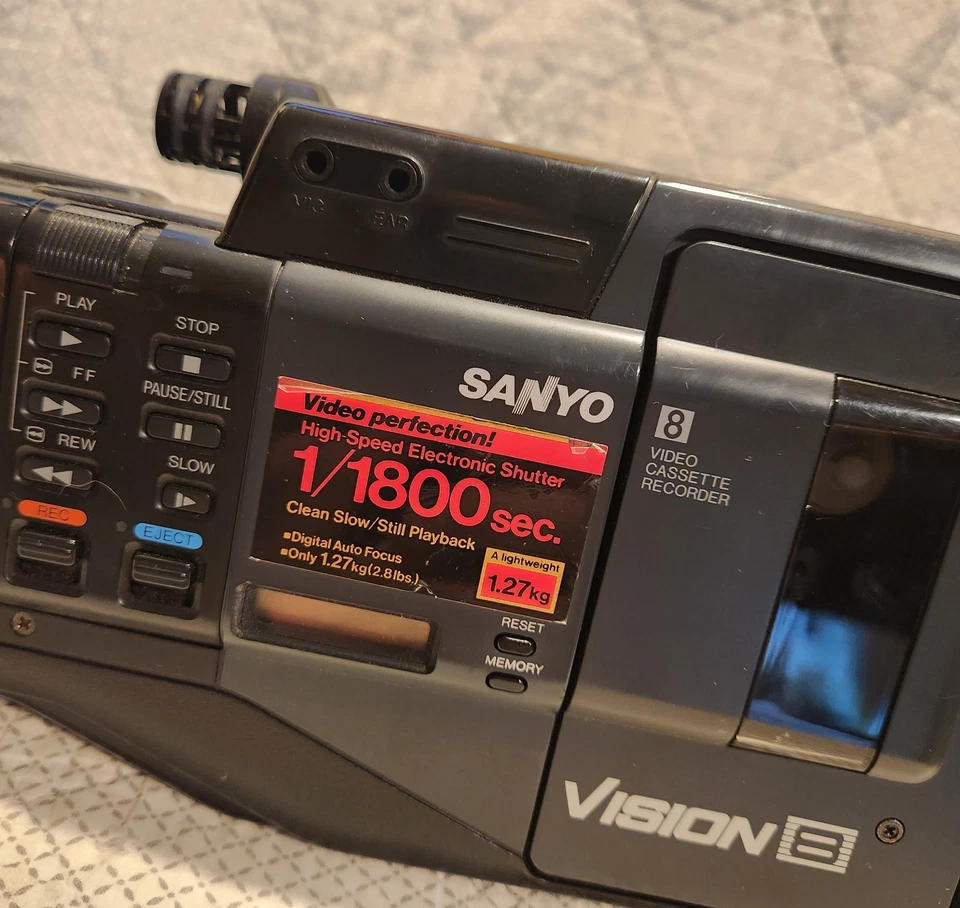 MIC EAR
PLAY
STOP
FF
PAUSE/STILL
REW
SLOW
REC
EJECT
SANYO
Video perfection!
High-Speed Electronic Shutter
1/1800 sec.
Clean Slow/Still Playback
▪Digital Auto Focus
▪Only 1.27kg(2.8lbs.)
A lightweight
1.27kg
RESET
MEMORY
8
VIDEO
CASSETTE
RECORDER
VISION 8